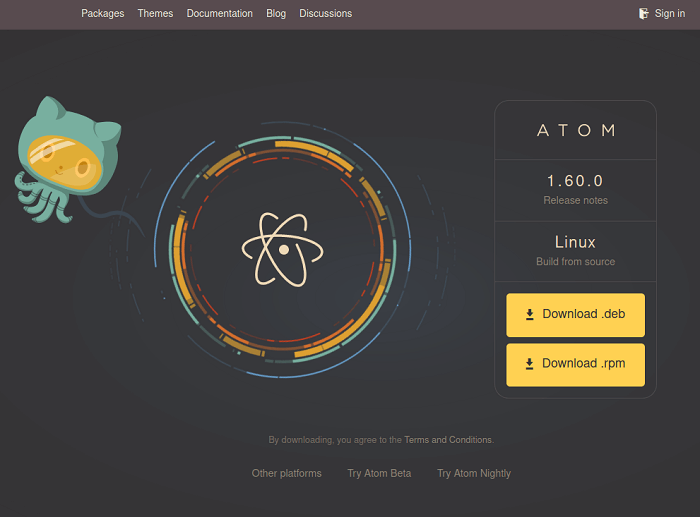 Packages Themes Documentation Blog Discussions Sign in
ATOM
1.60.0
Release notes
Linux
Build from source
Download .deb
Download .rpm
By downloading, you agree to the Terms and Conditions.
Other platforms Try Atom Beta Try Atom Nightly